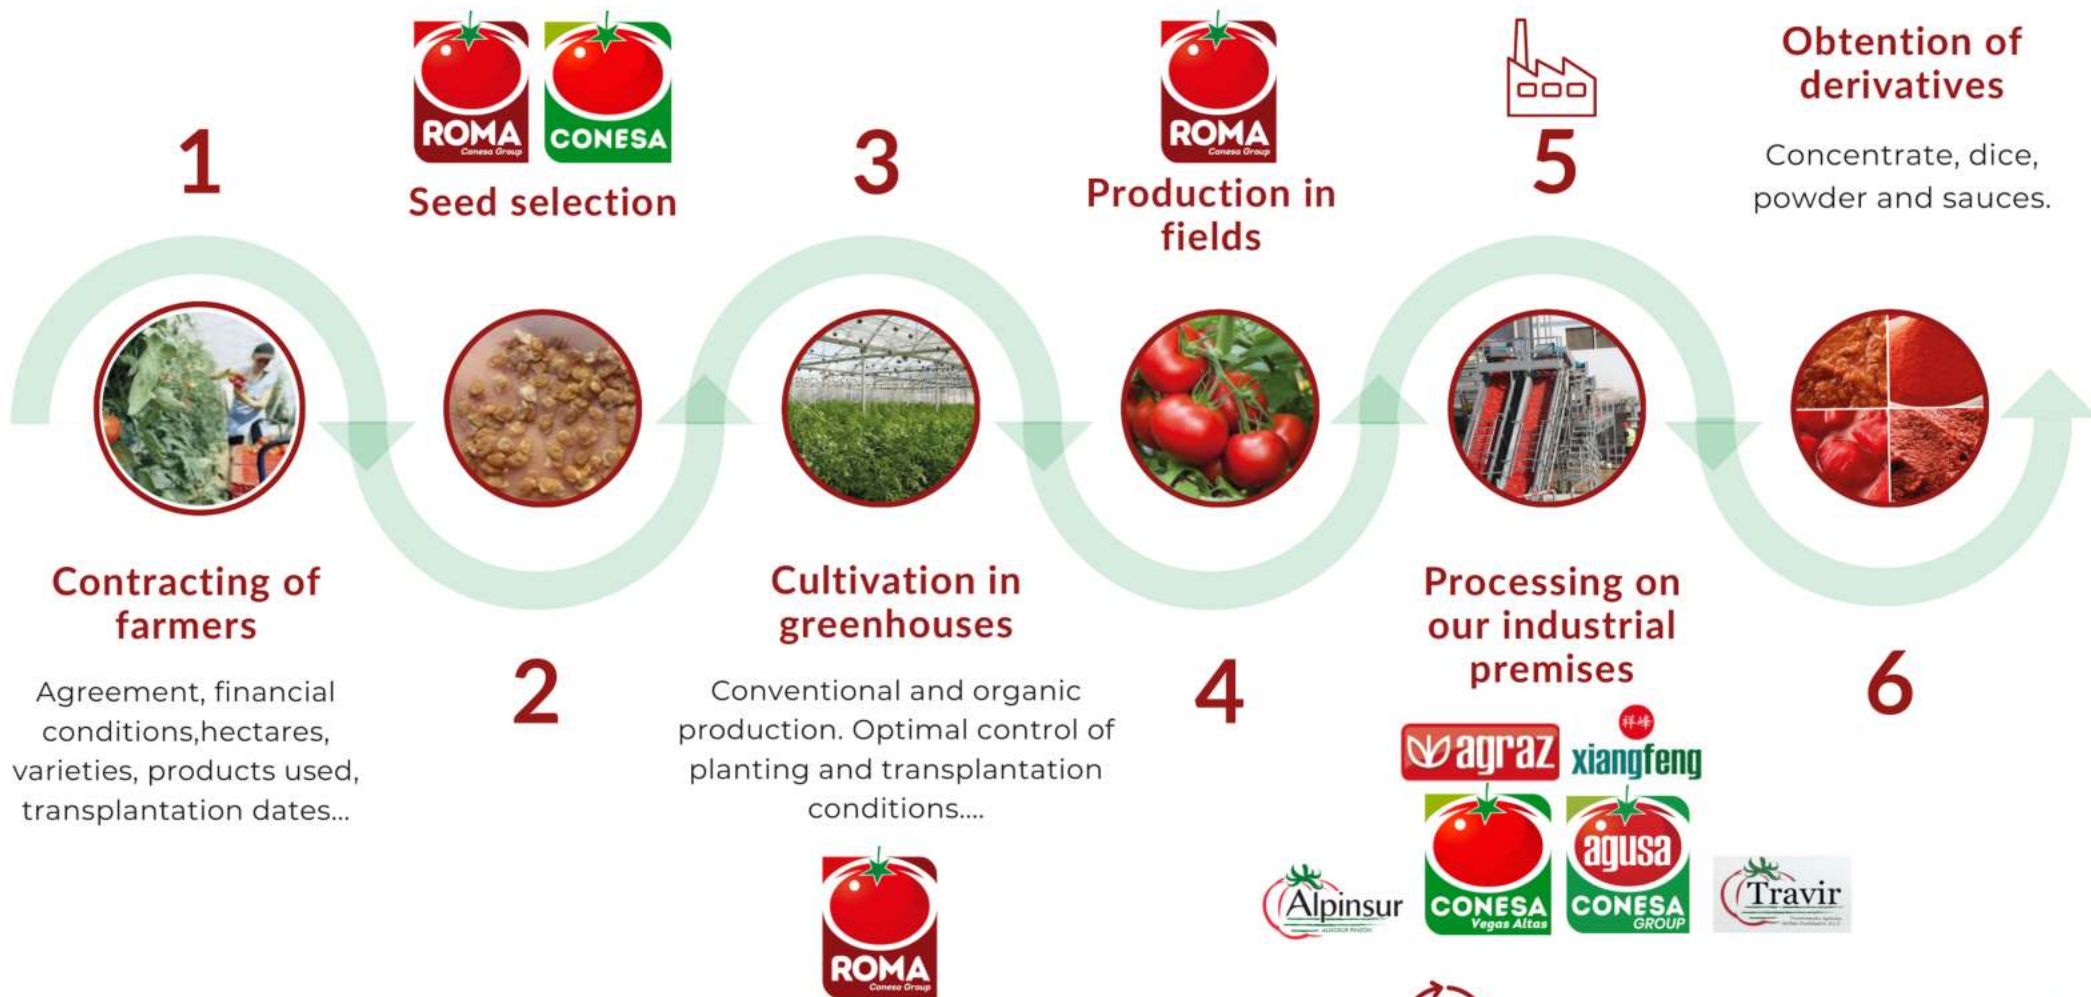 1
Contracting of
farmers
Agreement, financial
conditions,hectares,
varieties, products used,
transplantation dates...
ROMA
Conesa Group
CONESA
Seed selection
2
3
Cultivation in
greenhouses
Conventional and organic
production. Optimal control of
planting and transplantation
conditions....
ROMA
Conesa Group
ROMA
Conesa Group
Production in
fields
4
5
Processing on
our industrial
premises
agraz
祥峰
xiangfeng
Alpinsur
CONESA
Vegas Altas
agusa
CONESA
GROUP
Travir
Obtention of
derivatives
Concentrate, dice,
powder and sauces.
6